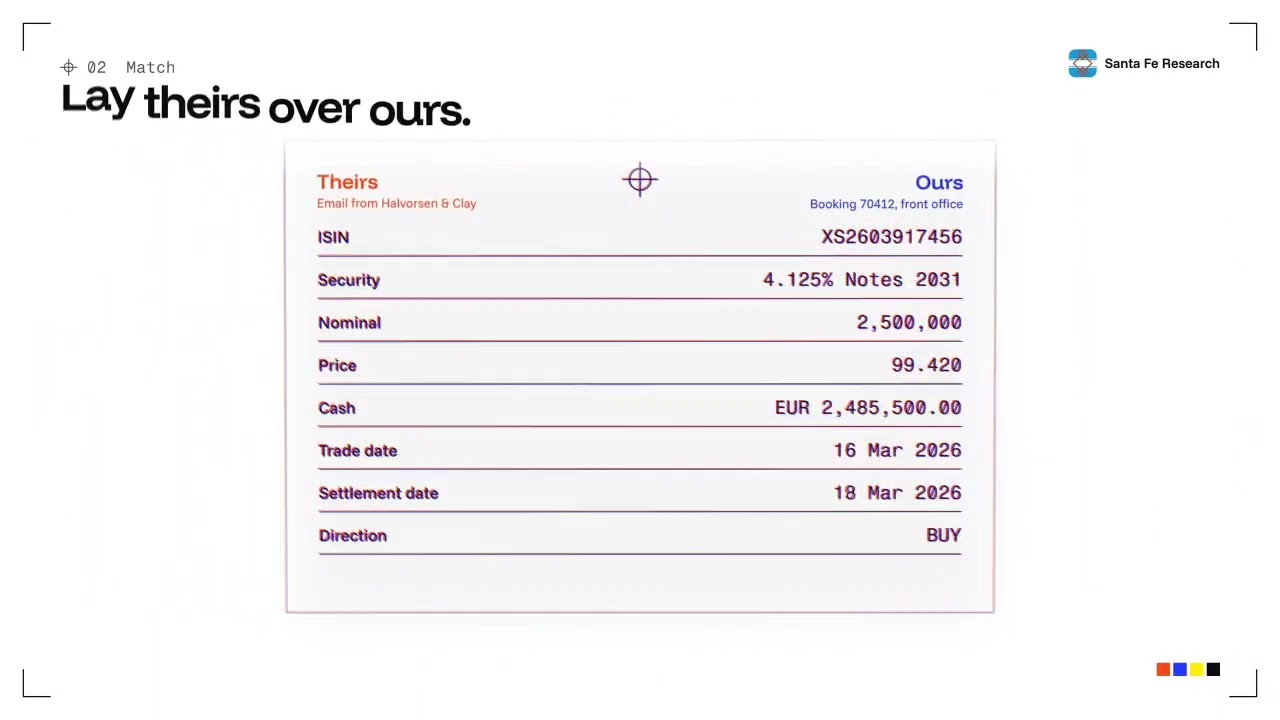 02 Match
Santa Fe Research
Lay theirs over ours.
Theirs
Ours
Email from Halvorsen & Clay
Booking 70412, front office
ISIN XS2603917456
Security 4.125% Notes 2031
Nominal 2,500,000
Price 99.420
Cash EUR 2,485,500.00
Trade date 16 Mar 2026
Settlement date 18 Mar 2026
Direction BUY